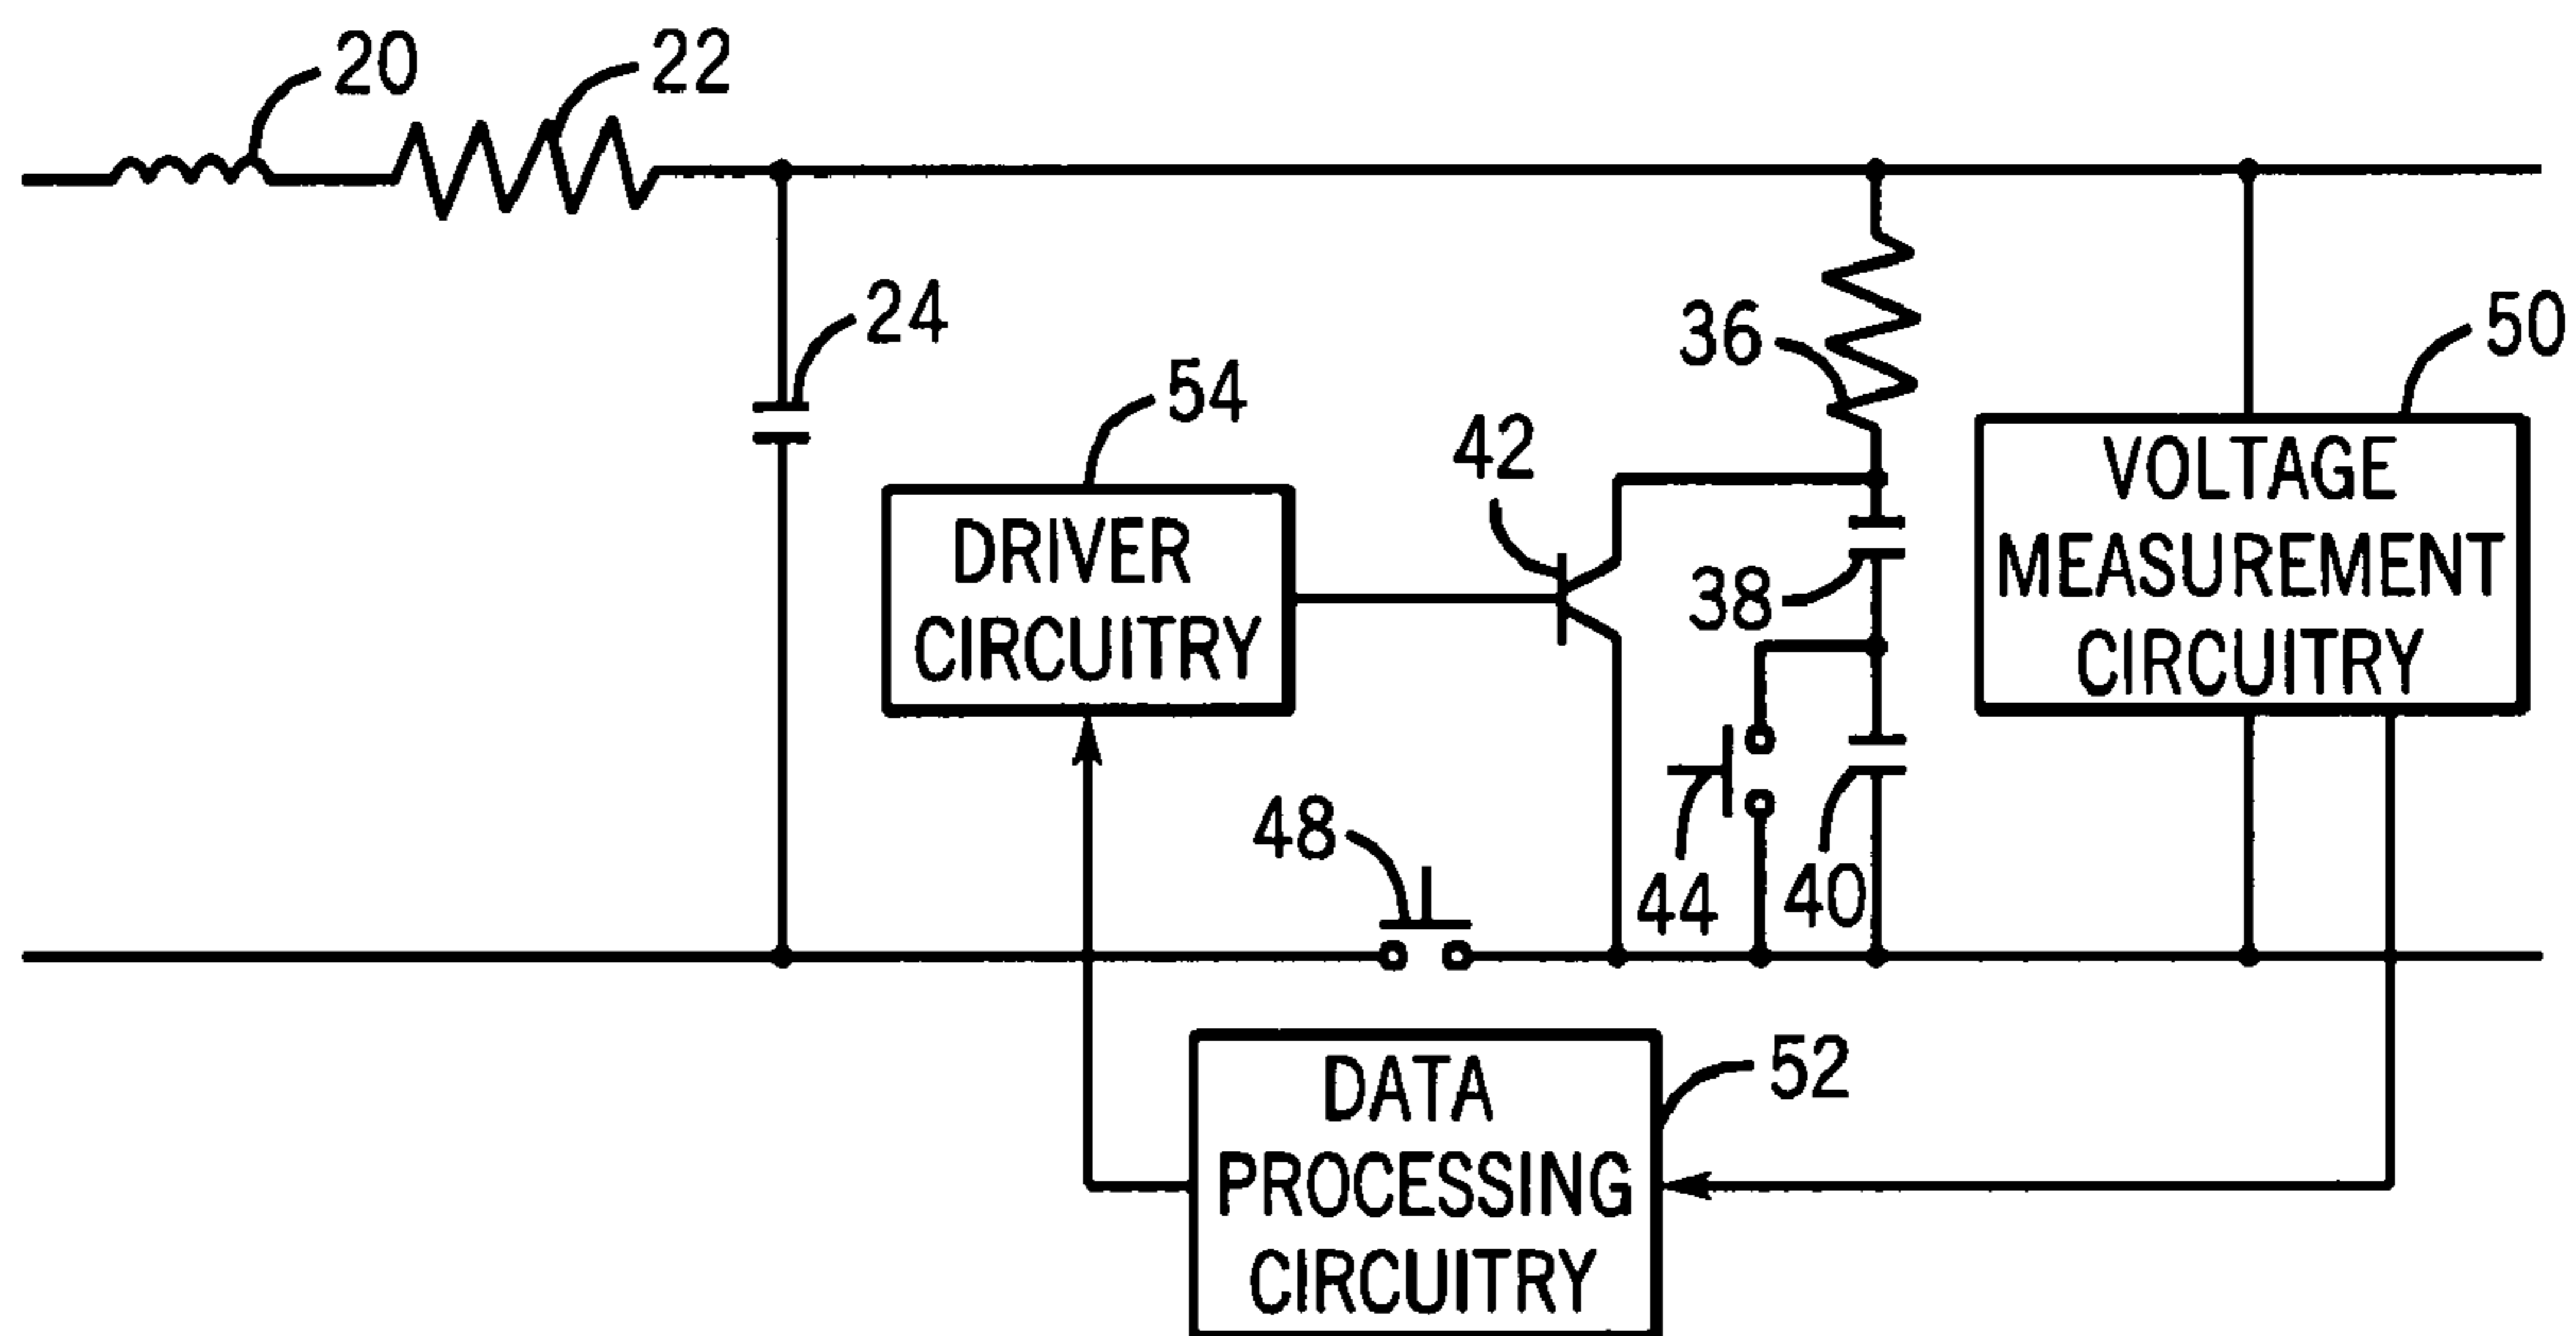 20
22
24
54
42
36
38
50
DRIVER
CIRCUITRY
VOLTAGE
MEASUREMENT
CIRCUITRY
48
44
40
DATA
PROCESSING
CIRCUITRY
52